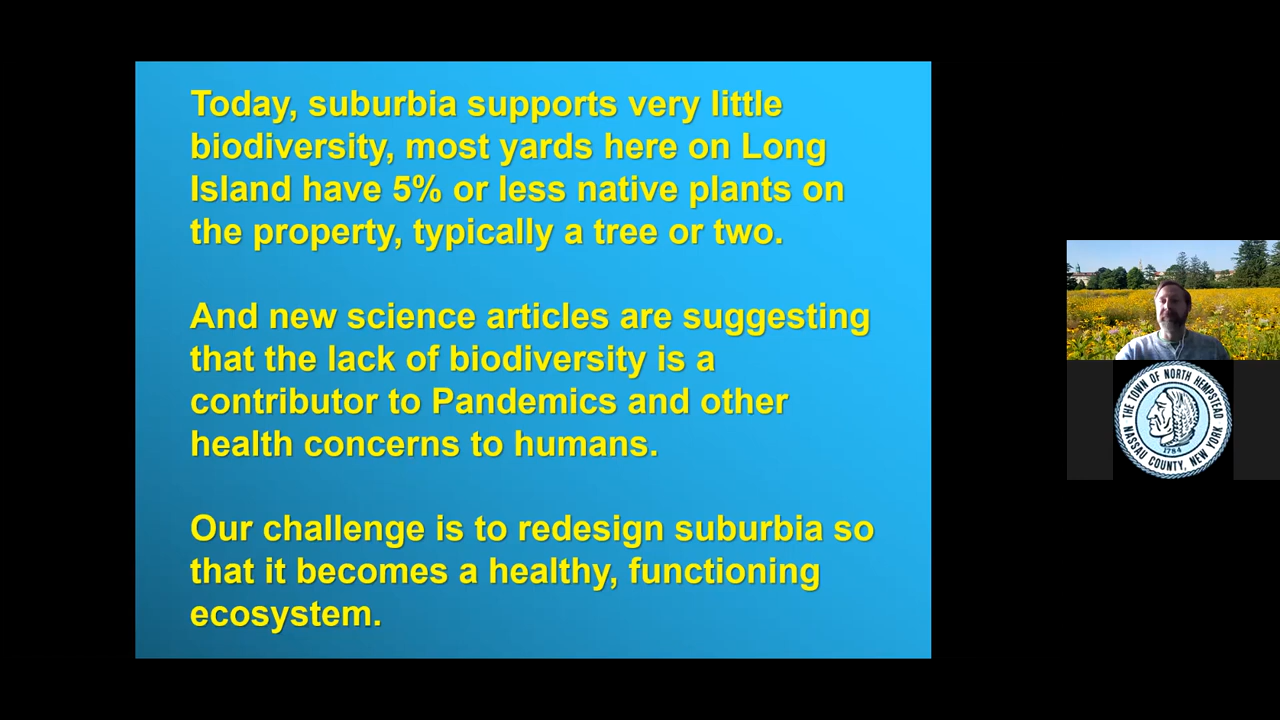 Today, suburbia supports very little
biodiversity, most yards here on Long
Island have 5% or less native plants on
the property, typically a tree or two.
And new science articles are suggesting
that the lack of biodiversity is a
contributor to Pandemics and other
health concerns to humans.
Our challenge is to redesign suburbia so
that it becomes a healthy, functioning
ecosystem.
THE TOWN OF NORTH HEMPSTEAD
1784
NASSAU COUNTY, NEW YORK